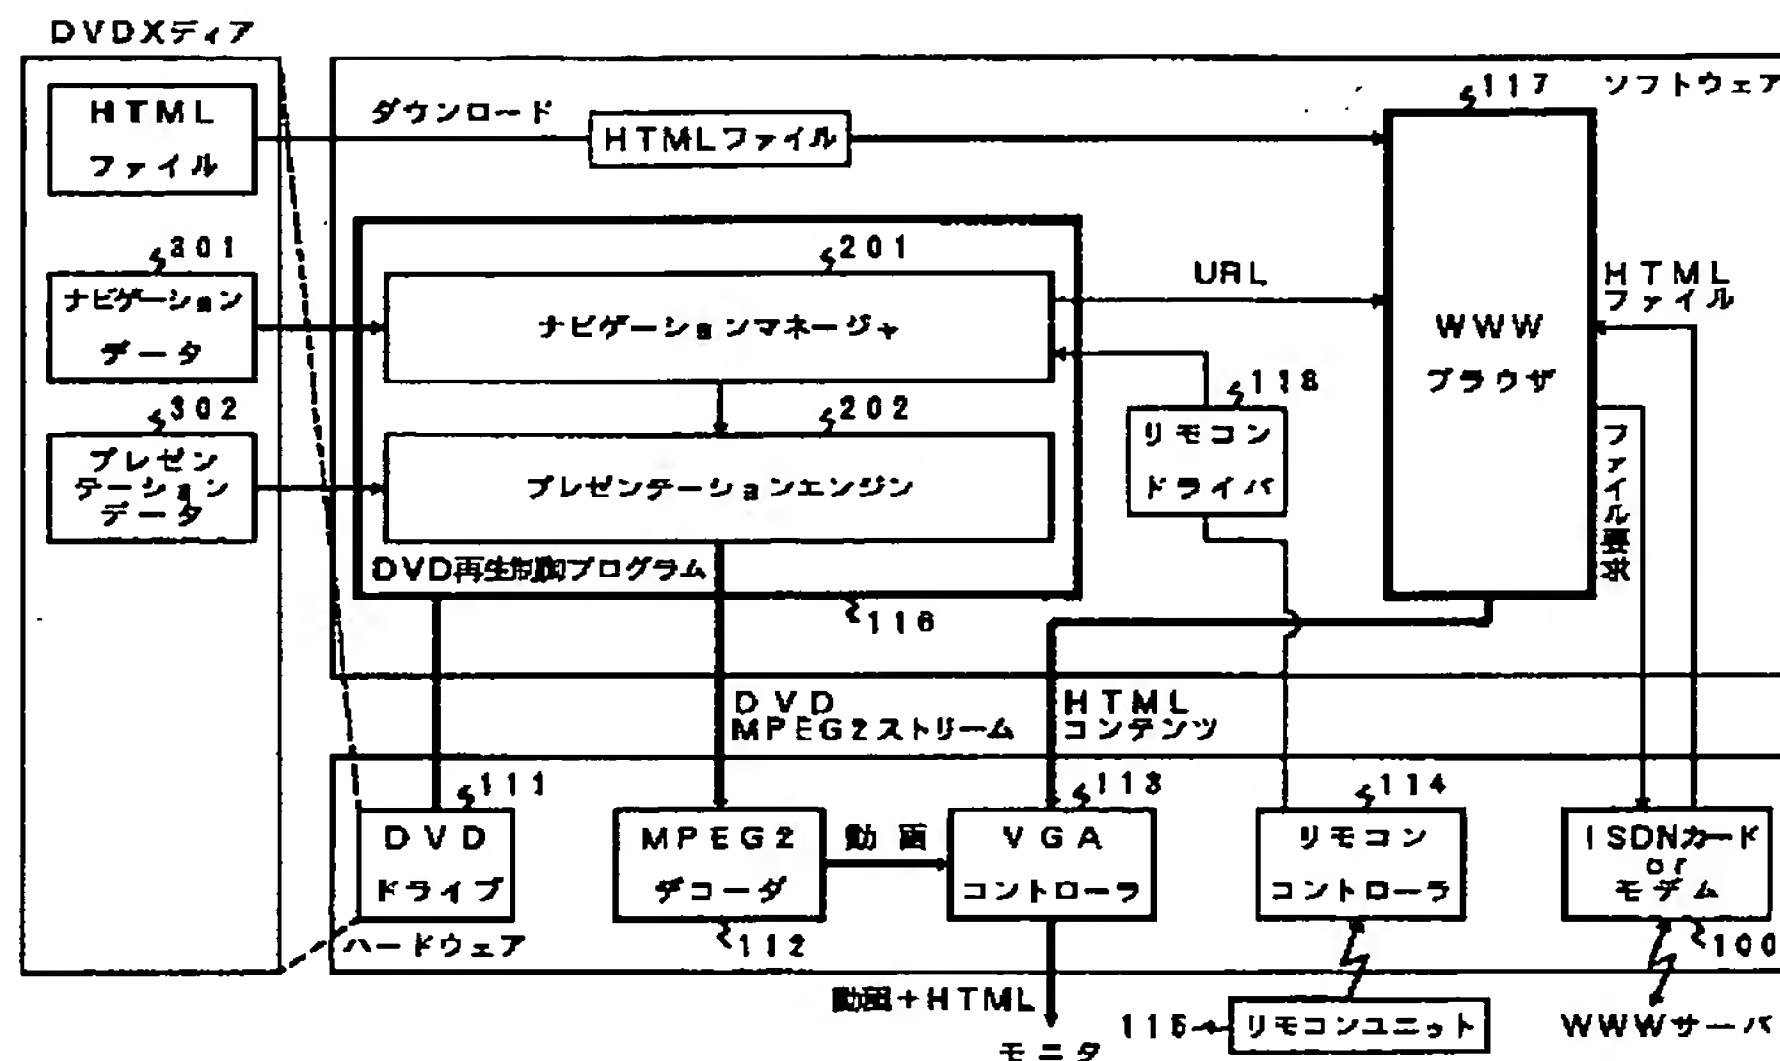 DVDメディア
HTML
ファイル
ダウンロード
HTMLファイル
117
ソフトウェア
301
ナビゲーション
データ
201
ナビゲーションマネージャ
URL
WWW
ブラウザ
HTML
ファイル
302
プレゼン
テーション
データ
202
プレゼンテーションエンジン
118
リモコン
ドライバ
ファイル要求
DVD再生制御プログラム
116
DVD
MPEG2ストリーム
HTML
コンテンツ
111
DVD
ドライブ
MPEG2
デコーダ
112
動画
113
VGA
コントローラ
114
リモコン
コントローラ
ISDNカード
or
モデム
100
ハードウェア
動画+HTML
モニタ
115
リモコンユニット
WWWサーバ